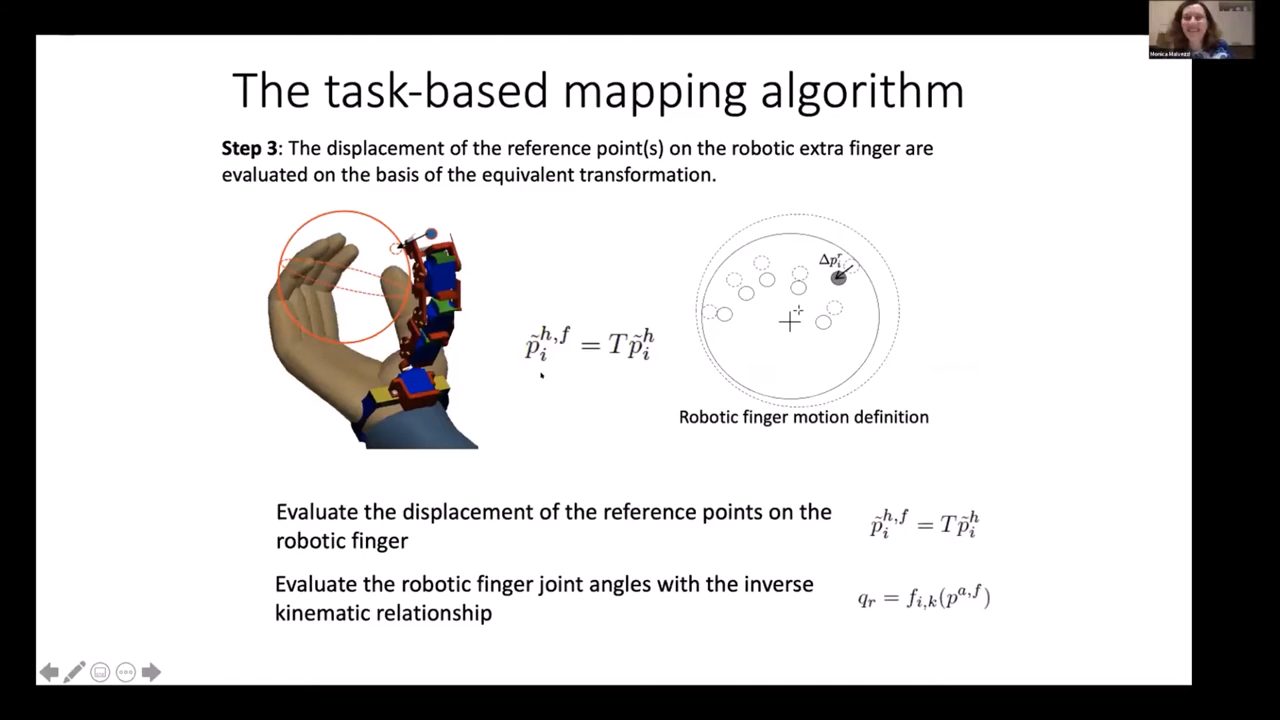 Monica Malvezzi
The task-based mapping algorithm
Step 3: The displacement of the reference point(s) on the robotic extra finger are
evaluated on the basis of the equivalent transformation.
Δpᵢʳ
p̃ᵢʰ,ᶠ = Tp̃ᵢʰ
Robotic finger motion definition
Evaluate the displacement of the reference points on the
robotic finger
p̃ᵢʰ,ᶠ = Tp̃ᵢʰ
Evaluate the robotic finger joint angles with the inverse
kinematic relationship
qᵣ = fᵢ,ₖ(pᵃ,ᶠ)